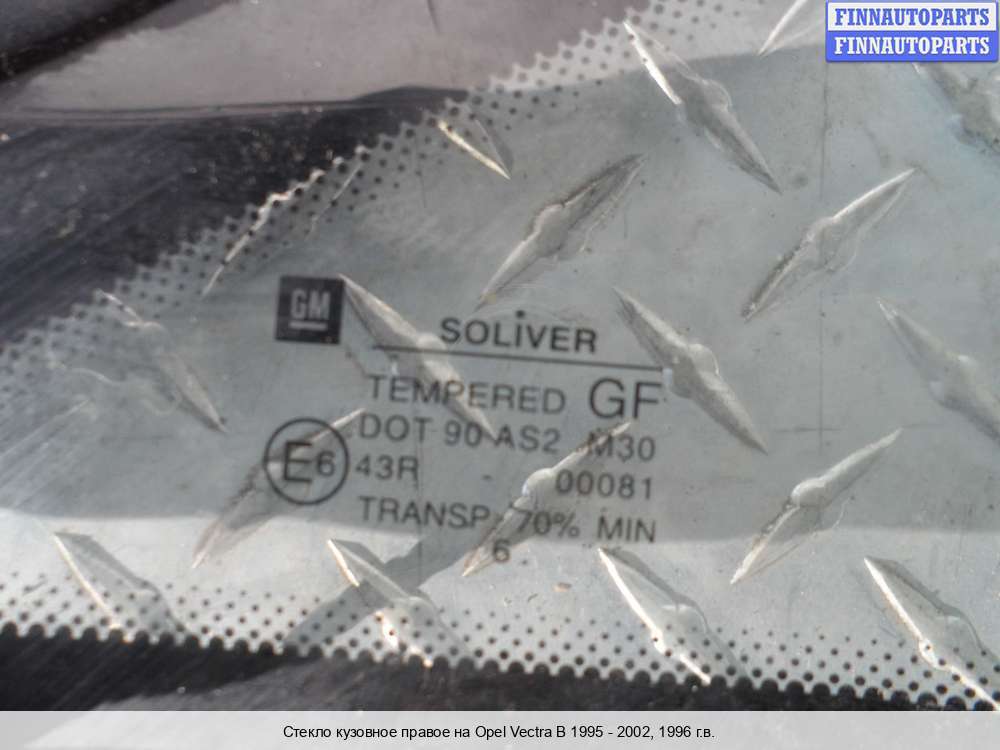 FINNAUTOPARTS
FINNAUTOPARTS
GM
SOLIVER
TEMPERED GF
DOT 90 AS2 M30
E6 43R - 00081
TRANSP. 70% MIN
6
Стекло кузовное правое на Opel Vectra B 1995 - 2002, 1996 г.в.